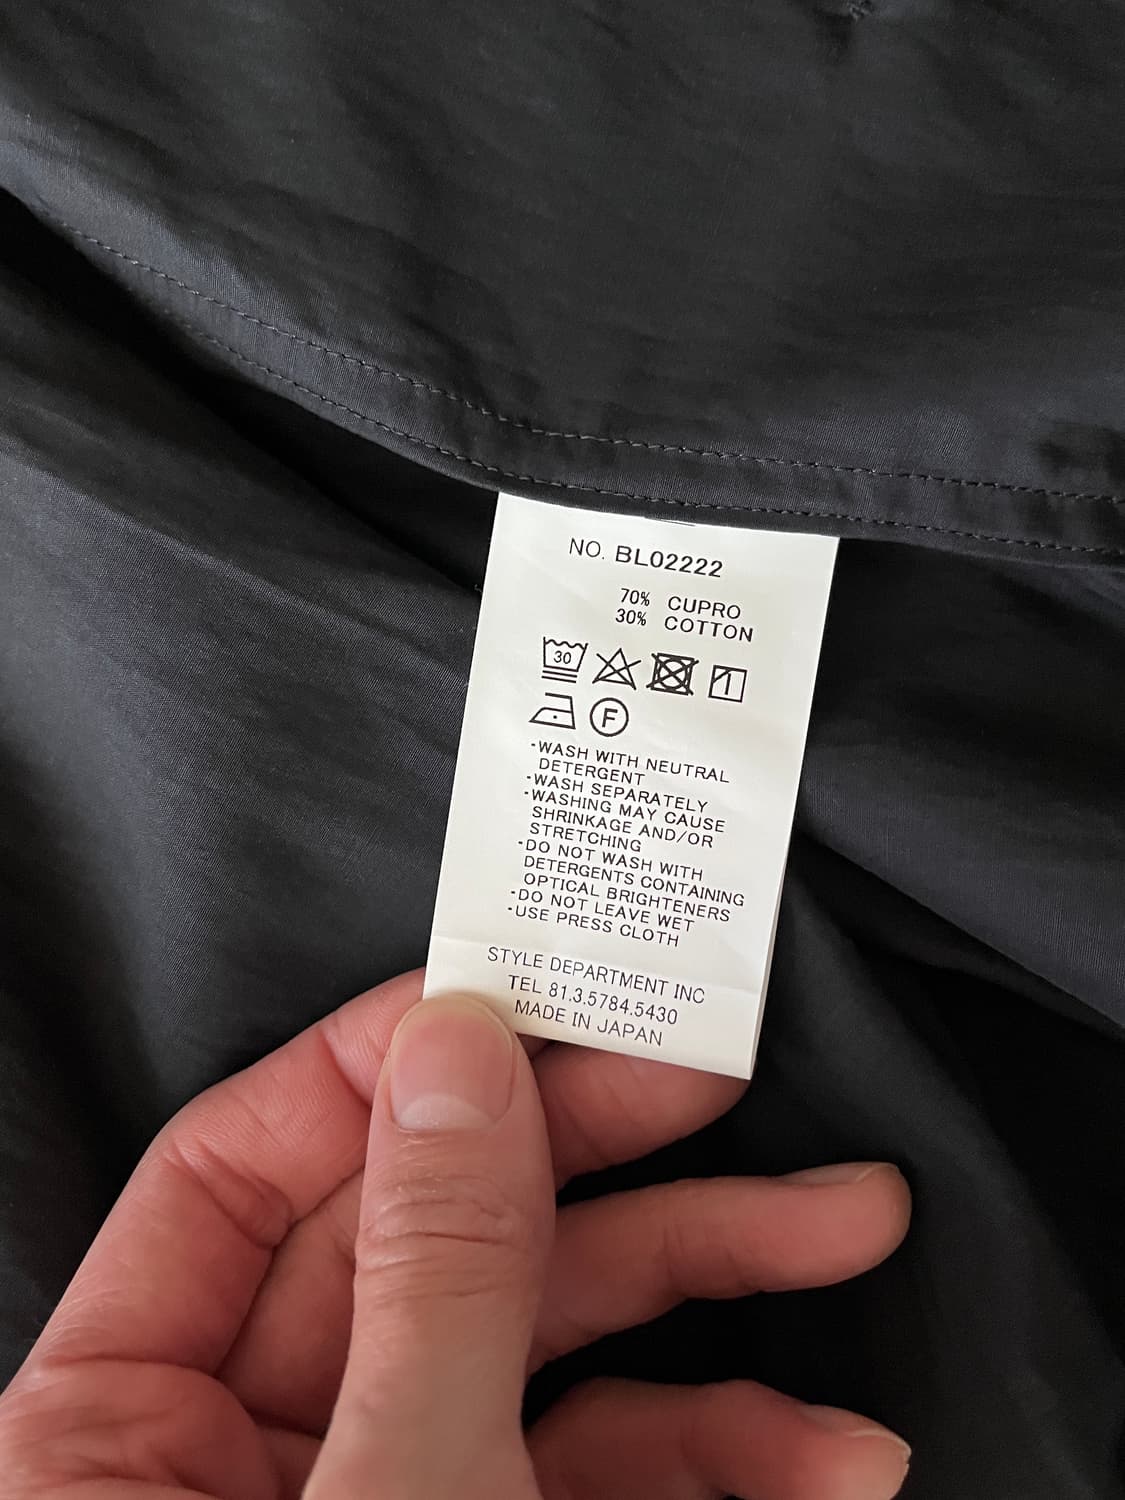 NO. BL02222
70% CUPRO
30% COTTON
30
F
-WASH WITH NEUTRAL
DETERGENT
-WASH SEPARATELY
-WASHING MAY CAUSE
SHRINKAGE AND/OR
STRETCHING
-DO NOT WASH WITH
DETERGENTS CONTAINING
OPTICAL BRIGHTENERS
-DO NOT LEAVE WET
-USE PRESS CLOTH
STYLE DEPARTMENT INC
TEL 81.3.5784.5430
MADE IN JAPAN